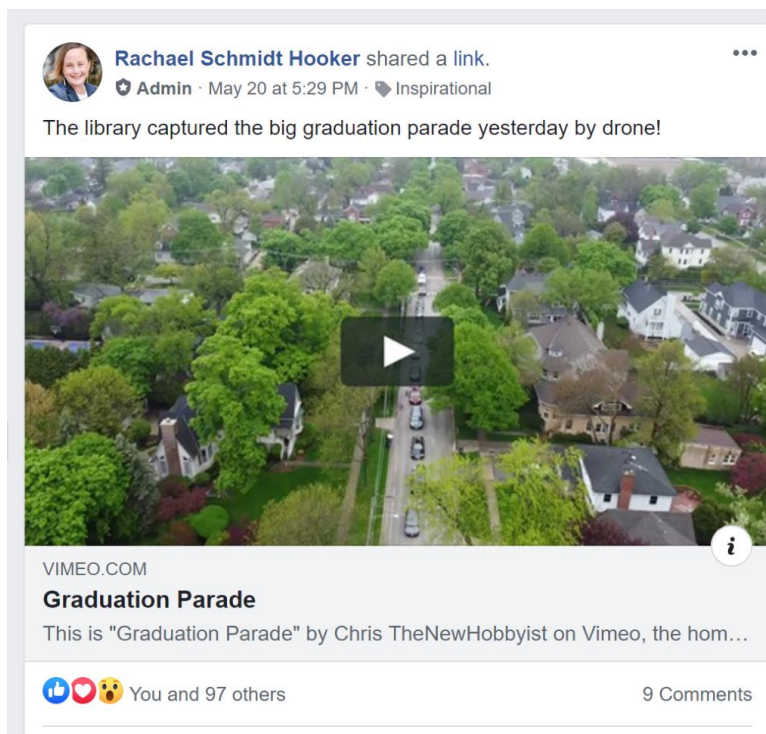 Rachael Schmidt Hooker shared a link.
Admin · May 20 at 5:29 PM · Inspirational
The library captured the big graduation parade yesterday by drone!
VIMEO.COM
Graduation Parade
This is "Graduation Parade" by Chris TheNewHobbyist on Vimeo, the hom...
You and 97 others 9 Comments